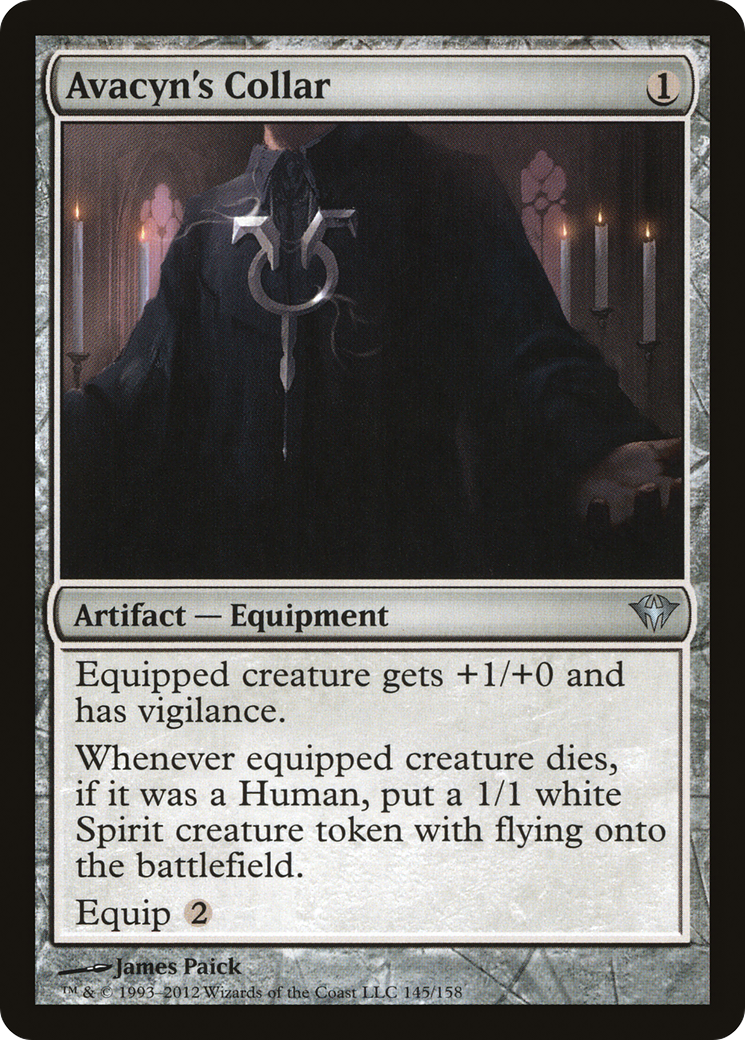 Avacyn's Collar 1
Artifact — Equipment
Equipped creature gets +1/+0 and
has vigilance.
Whenever equipped creature dies,
if it was a Human, put a 1/1 white
Spirit creature token with flying onto
the battlefield.
Equip 2
James Paick
™ & © 1993–2012 Wizards of the Coast LLC 145/158